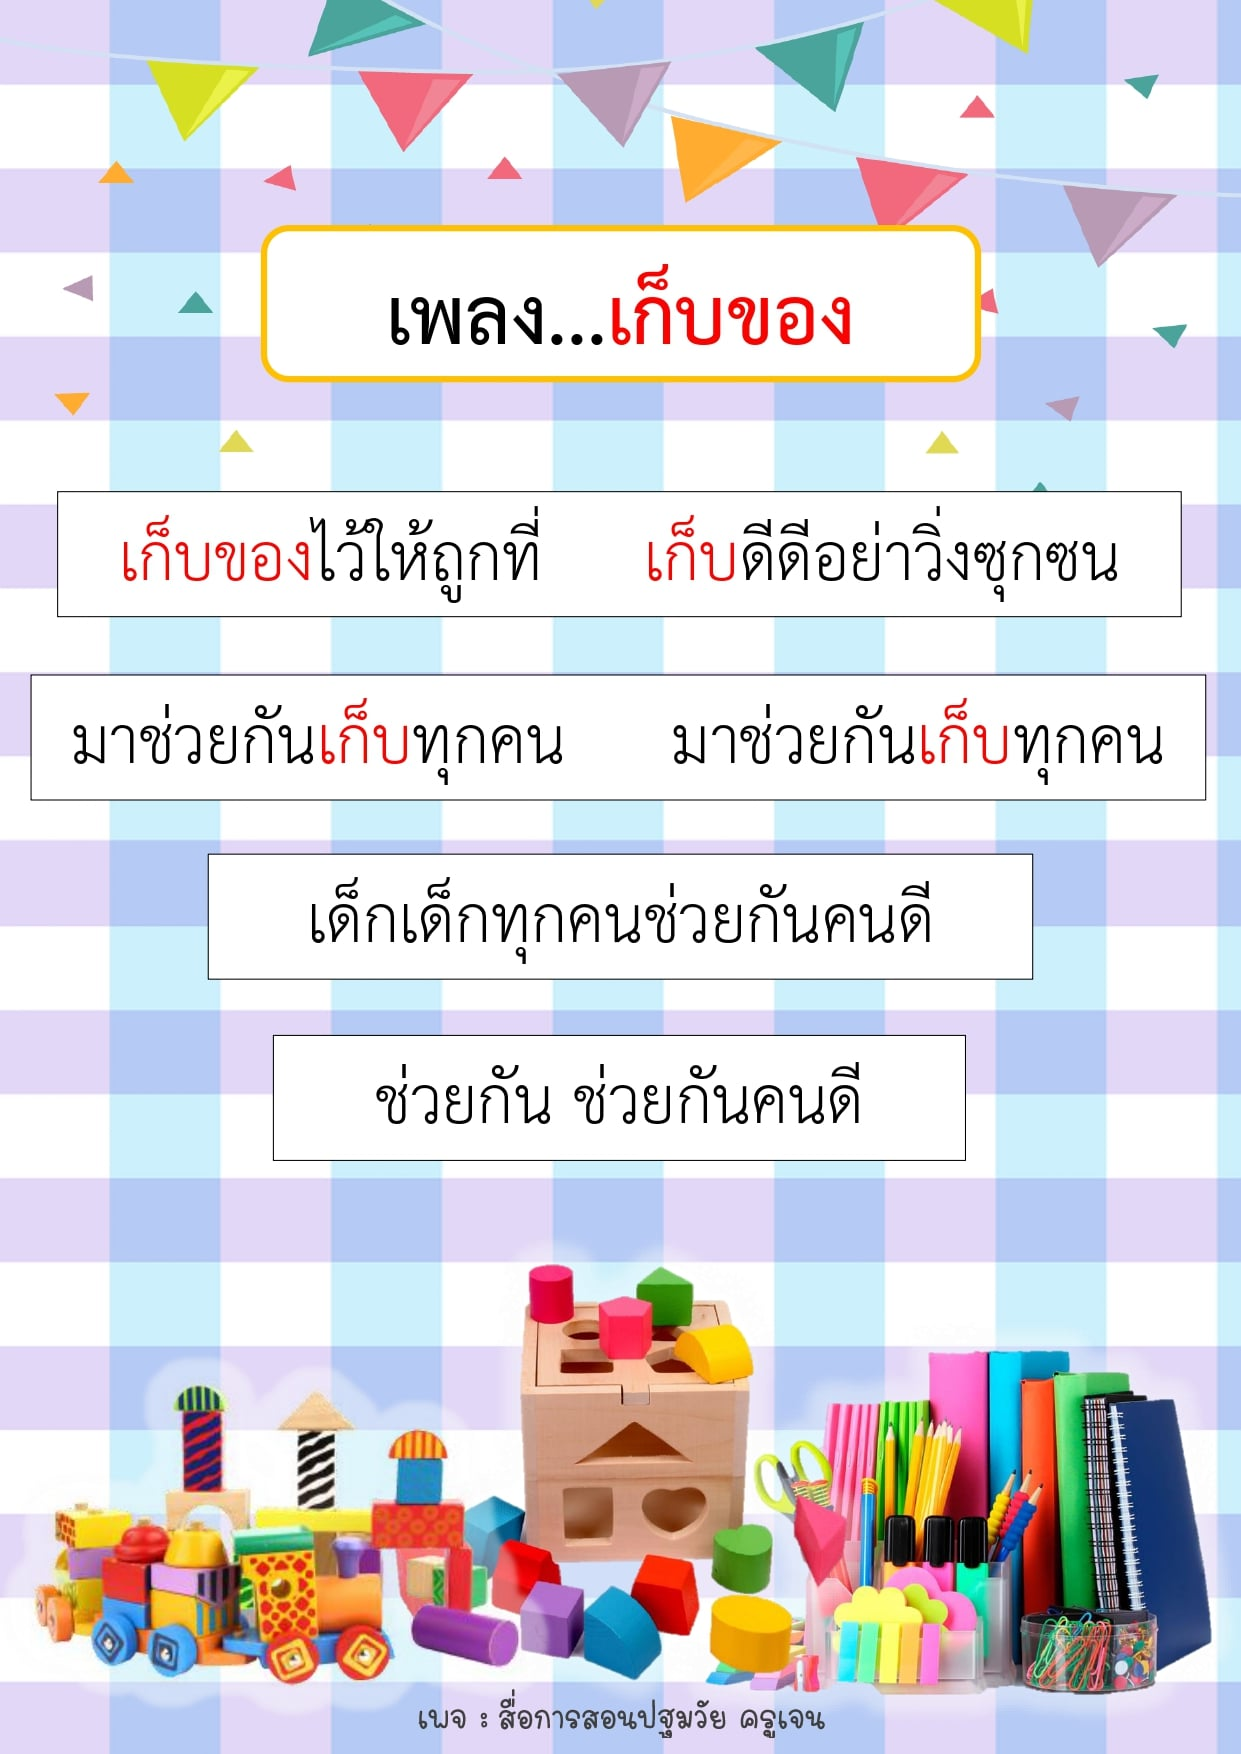 เพลง...เก็บของ
เก็บของไว้ให้ถูกที่ เก็บดีดีอย่าวิ่งซุกซน
มาช่วยกันเก็บทุกคน มาช่วยกันเก็บทุกคน
เด็กเด็กทุกคนช่วยกันคนดี
ช่วยกัน ช่วยกันคนดี
เพจ : สื่อการสอนปฐมวัย ครูเจน